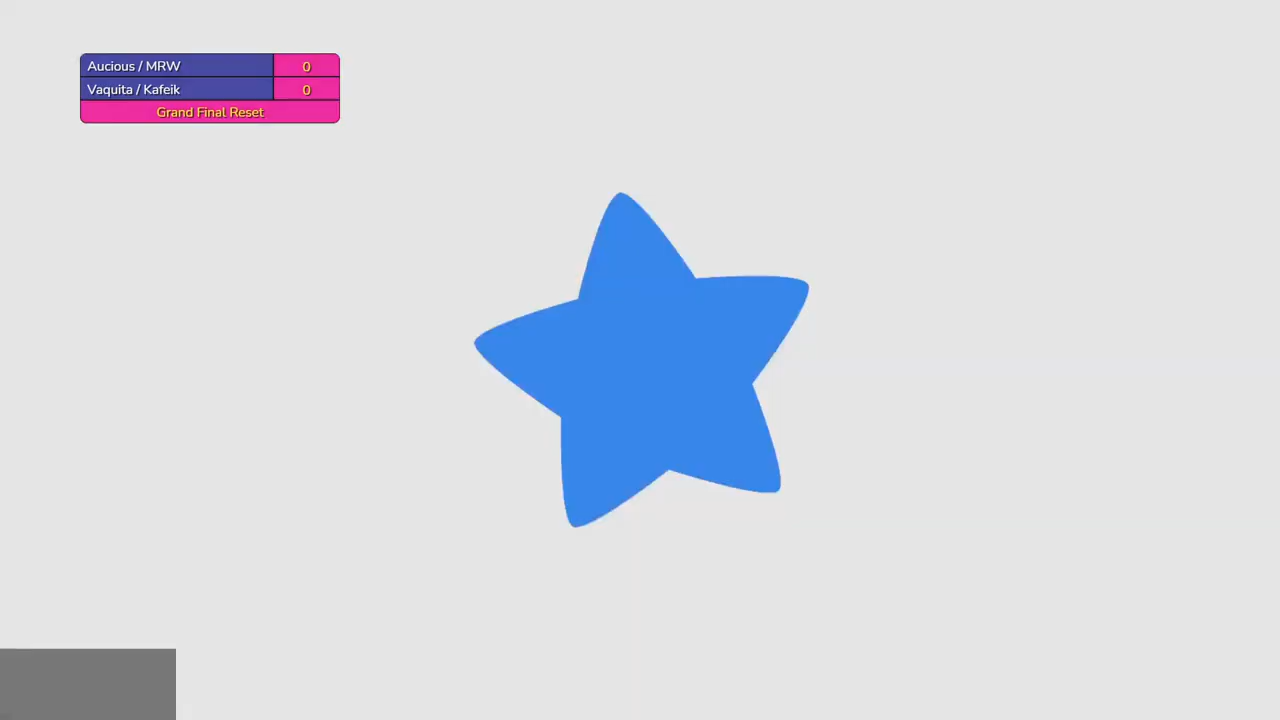 Aucious / MRW 0
Vaquita / Kafeik 0
Grand Final Reset